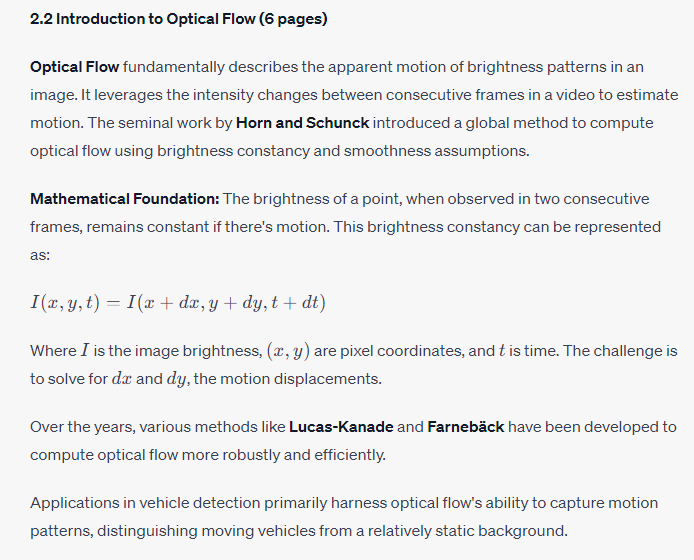 2.2 Introduction to Optical Flow (6 pages)
Optical Flow fundamentally describes the apparent motion of brightness patterns in an
image. It leverages the intensity changes between consecutive frames in a video to estimate
motion. The seminal work by Horn and Schunck introduced a global method to compute
optical flow using brightness constancy and smoothness assumptions.
Mathematical Foundation: The brightness of a point, when observed in two consecutive
frames, remains constant if there's motion. This brightness constancy can be represented
as:
I(x, y, t) = I(x + dx, y + dy, t + dt)
Where I is the image brightness, (x, y) are pixel coordinates, and t is time. The challenge is
to solve for dx and dy, the motion displacements.
Over the years, various methods like Lucas-Kanade and Farnebäck have been developed to
compute optical flow more robustly and efficiently.
Applications in vehicle detection primarily harness optical flow's ability to capture motion
patterns, distinguishing moving vehicles from a relatively static background.